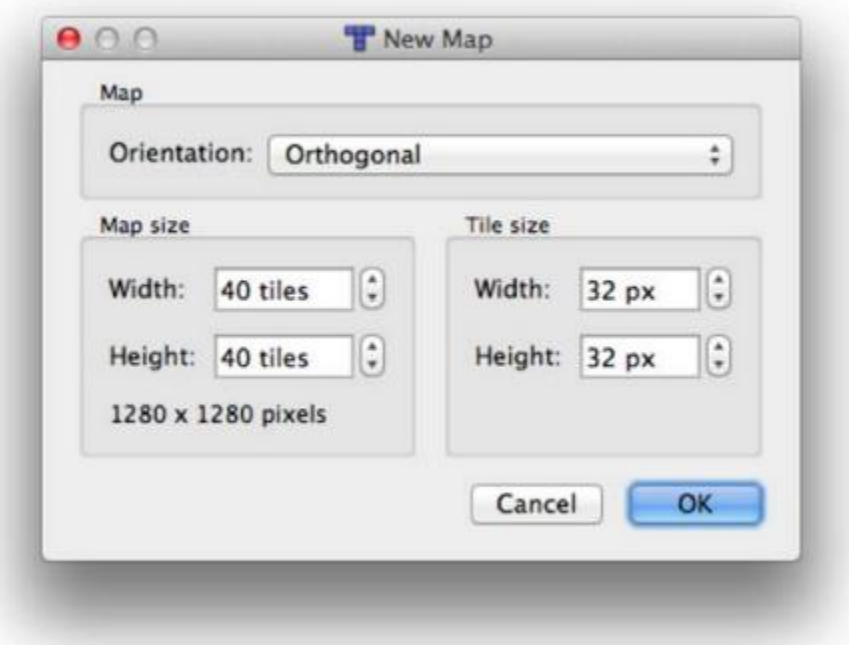 New Map
Map
Orientation: Orthogonal
Map size
Width: 40 tiles
Height: 40 tiles
1280 x 1280 pixels
Tile size
Width: 32 px
Height: 32 px
Cancel OK